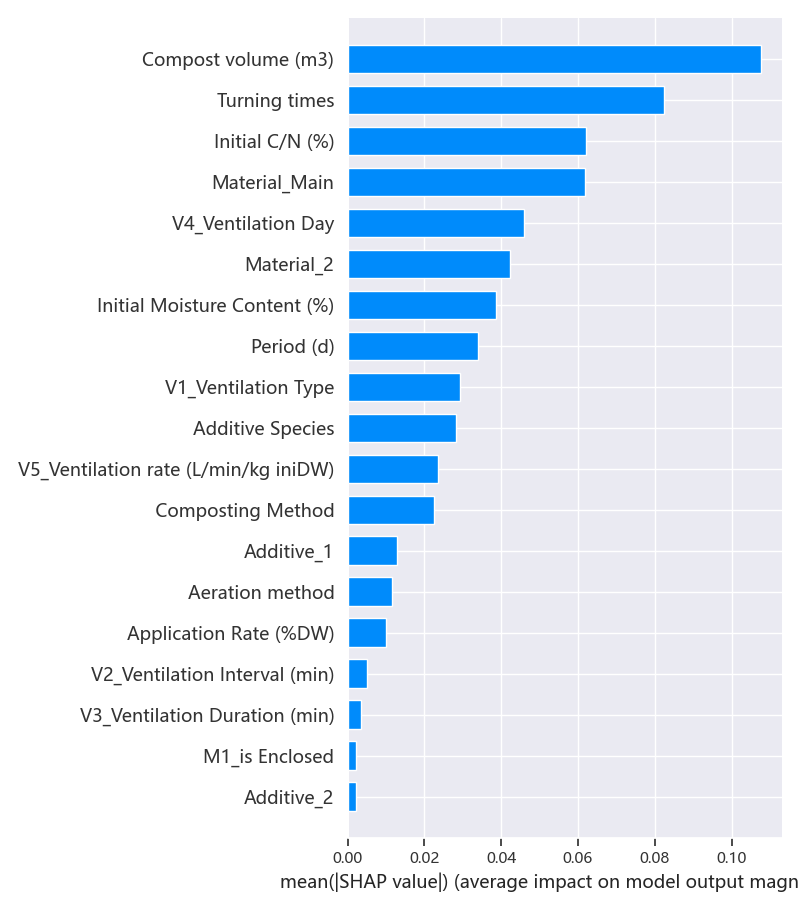 Compost volume (m3)
Turning times
Initial C/N (%)
Material_Main
V4_Ventilation Day
Material_2
Initial Moisture Content (%)
Period (d)
V1_Ventilation Type
Additive Species
V5_Ventilation rate (L/min/kg iniDW)
Composting Method
Additive_1
Aeration method
Application Rate (%DW)
V2_Ventilation Interval (min)
V3_Ventilation Duration (min)
M1_is Enclosed
Additive_2
0.00 0.02 0.04 0.06 0.08 0.10
mean(|SHAP value|) (average impact on model output magn